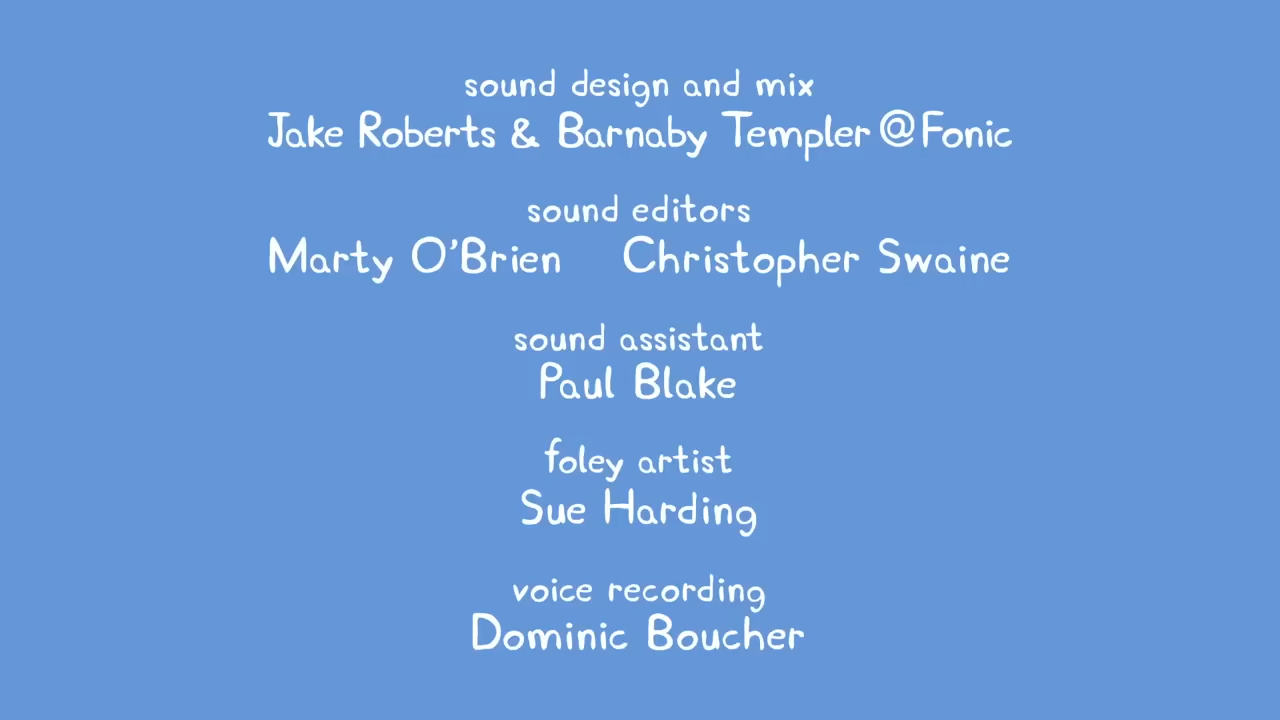 sound design and mix
Jake Roberts & Barnaby Templer @ Fonic
sound editors
Marty O'Brien Christopher Swaine
sound assistant
Paul Blake
foley artist
Sue Harding
voice recording
Dominic Boucher